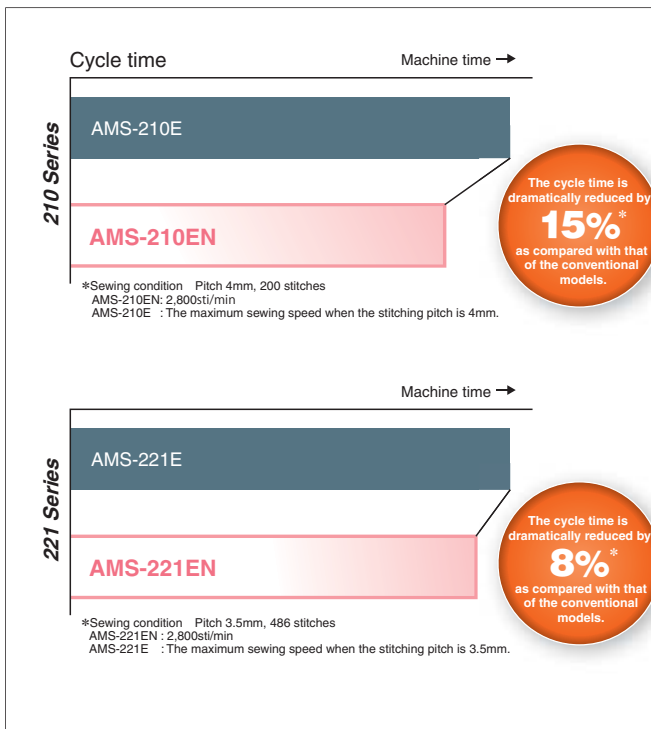 Cycle time
Machine time →
210 Series
AMS-210E
AMS-210EN
The cycle time is
dramatically reduced by
15%*
as compared with that
of the conventional
models.
*Sewing condition Pitch 4mm, 200 stitches
AMS-210EN: 2,800sti/min
AMS-210E : The maximum sewing speed when the stitching pitch is 4mm.
Machine time →
221 Series
AMS-221E
AMS-221EN
The cycle time is
dramatically reduced by
8%*
as compared with that
of the conventional
models.
*Sewing condition Pitch 3.5mm, 486 stitches
AMS-221EN : 2,800sti/min
AMS-221E : The maximum sewing speed when the stitching pitch is 3.5mm.